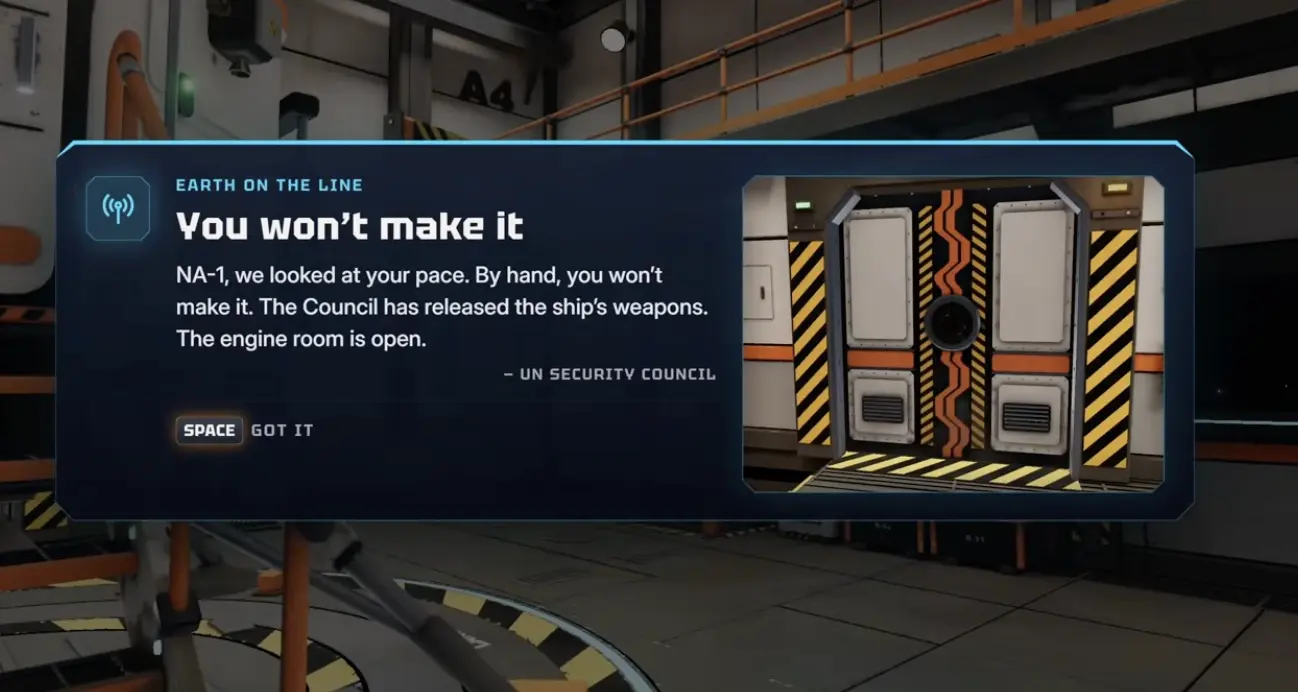 A4
EARTH ON THE LINE
You won’t make it
NA-1, we looked at your pace. By hand, you won’t
make it. The Council has released the ship’s weapons.
The engine room is open.
– UN SECURITY COUNCIL
SPACE GOT IT